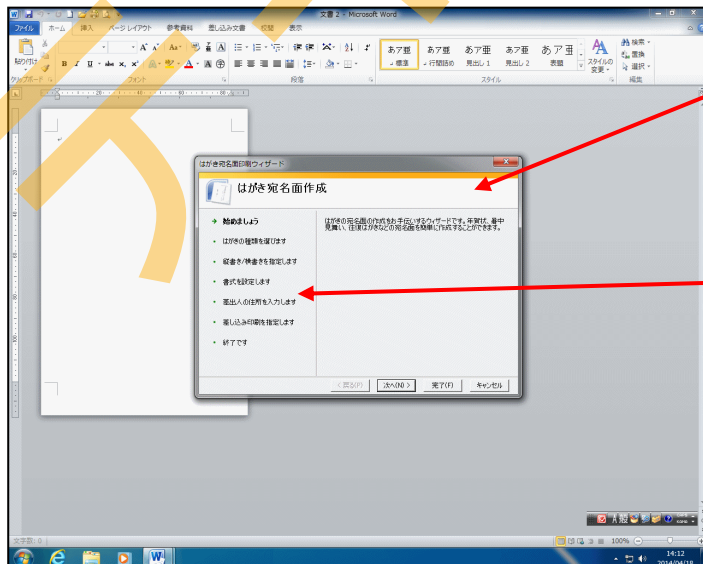 文書 2 - Microsoft Word
ファイル ホーム 挿入 ページ レイアウト 参考資料 差し込み文書 校閲 表示
貼り付け
あア亜 あア亜 あア亜 あア亜 あア亜
標準 行間詰め 見出し 1 見出し 2 表題
スタイルの変更
検索
置換
選択
クリップボード フォント 段落 スタイル 編集
はがき宛名面印刷ウィザード
はがき宛名面作成
始めましょう
はがきの種類を選びます
縦書き/横書きを指定します
書式を設定します
差出人の住所を入力します
差し込み印刷を指定します
終了です
はがきの宛名面の作成をお手伝いするウィザードです。年賀状、暑中
見舞い、往復はがきなどの宛名面を簡単に作成することができます。
< 戻る(P) 次へ(N) > 完了(F) キャンセル
A 般
文字数: 0
100%
14:12
2014/04/18